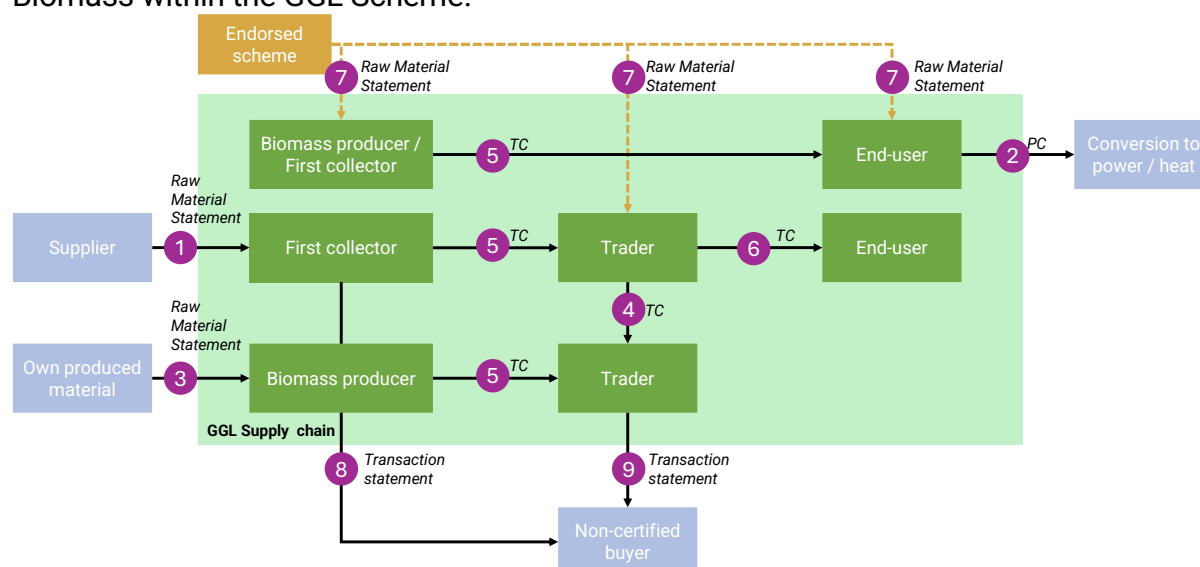 Biomass within the GGL Scheme.
Endorsed
scheme
7
Raw Material
Statement
7
Raw Material
Statement
7
Raw Material
Statement
Biomass producer /
First collector
5
TC
End-user
2
PC
Conversion to
power / heat
Raw
Material
Statement
Supplier
1
First collector
5
TC
Trader
6
TC
End-user
4
TC
Raw
Material
Statement
Own produced
material
3
Biomass producer
5
TC
Trader
GGL Supply chain
8
Transaction
statement
9
Transaction
statement
Non-certified
buyer